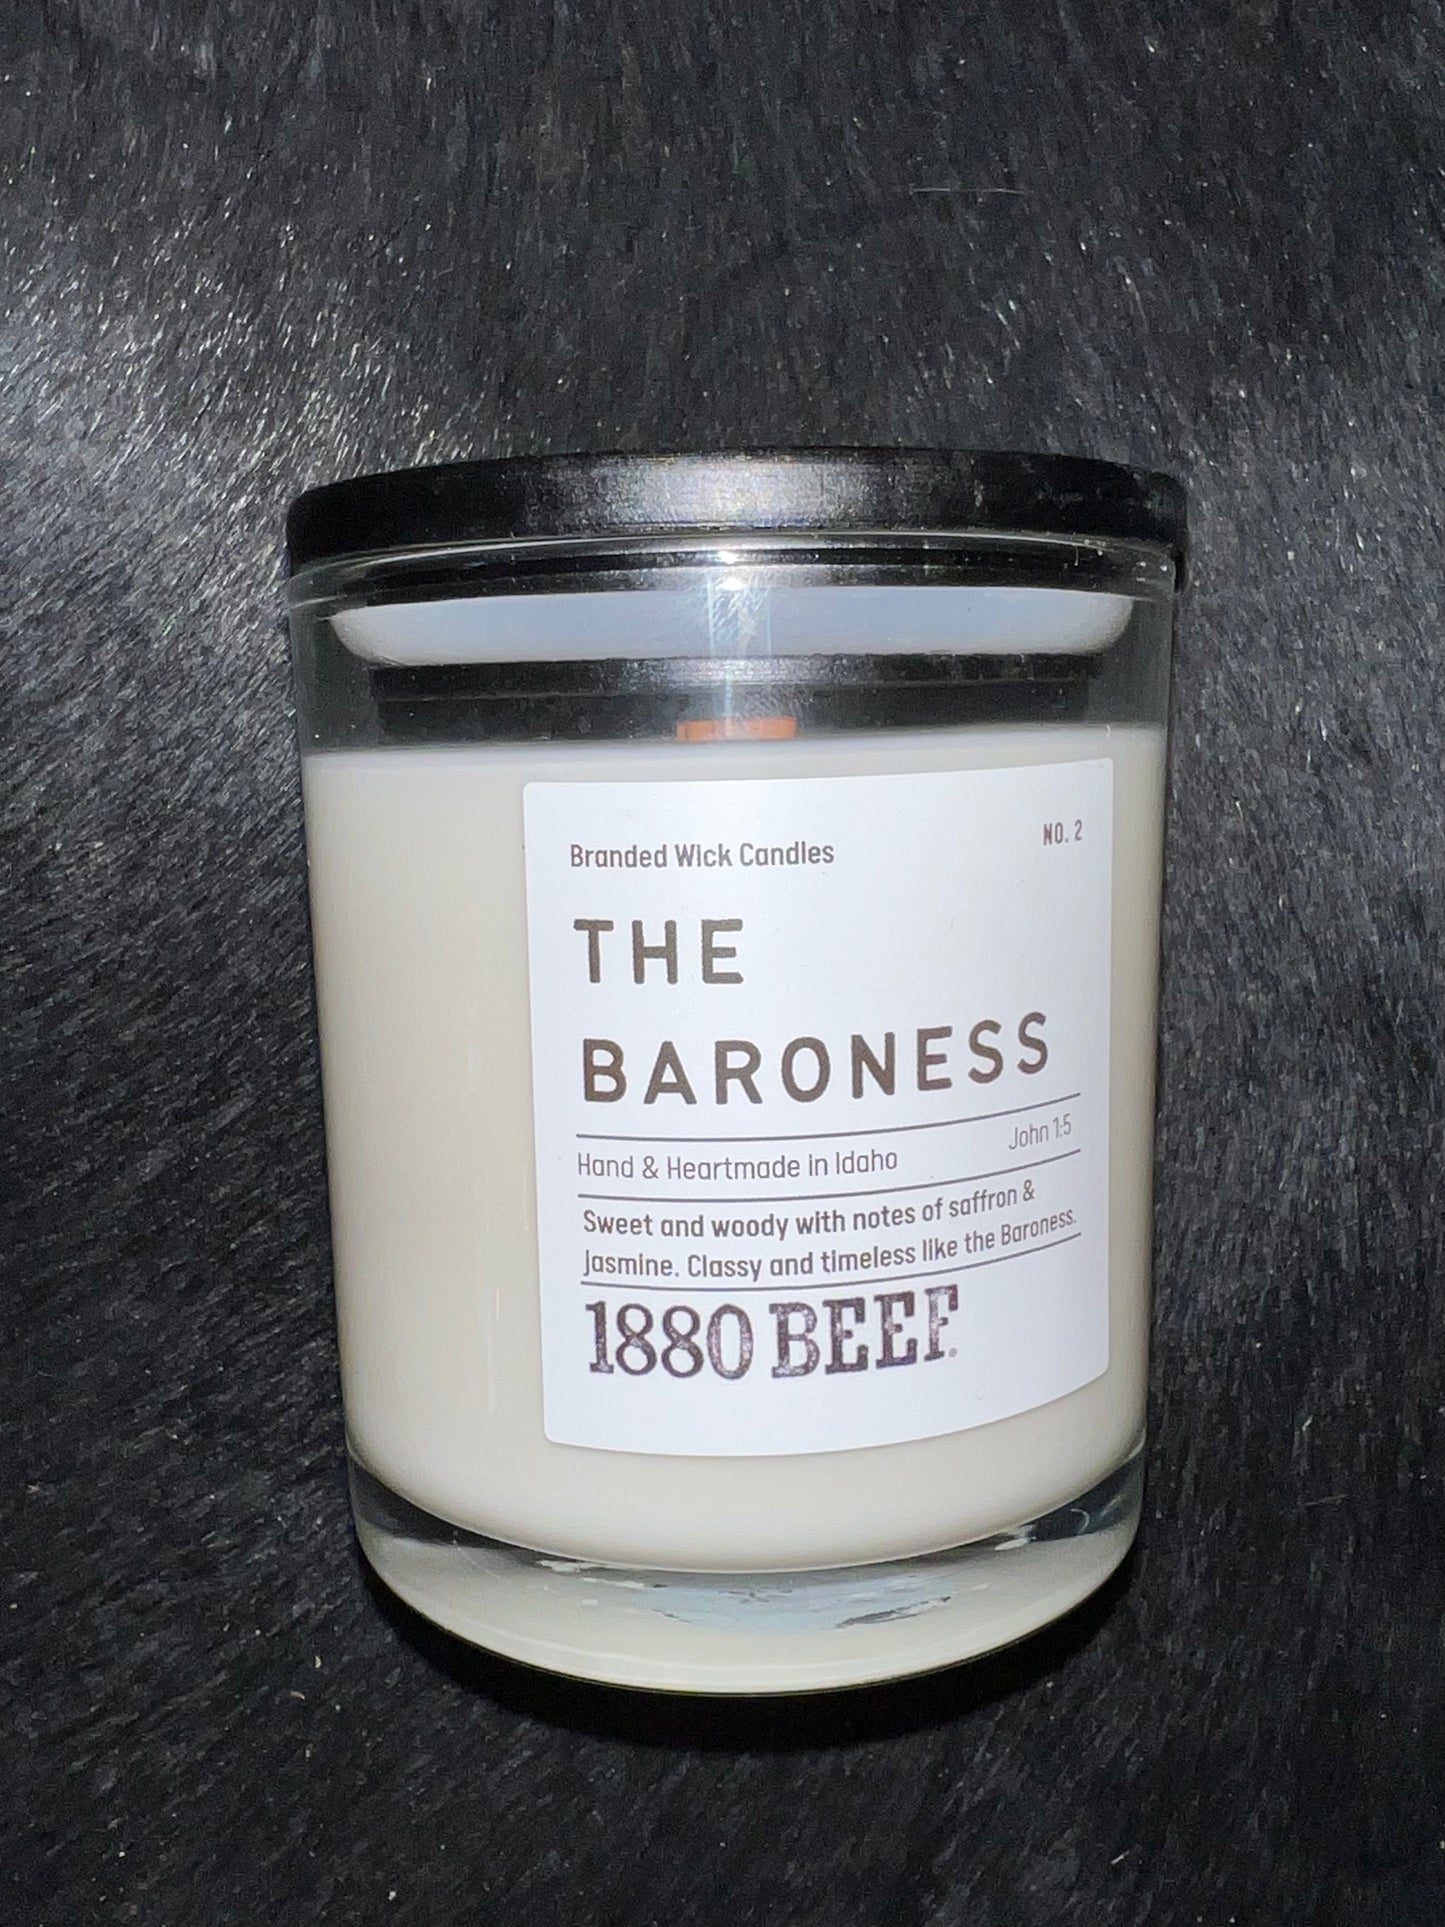 Branded Wick Candles
NO. 2
THE
BARONESS
Hand & Heartmade in Idaho
John 1:5
Sweet and woody with notes of saffron &
Jasmine. Classy and timeless like the Baroness.
1880 BEEF®